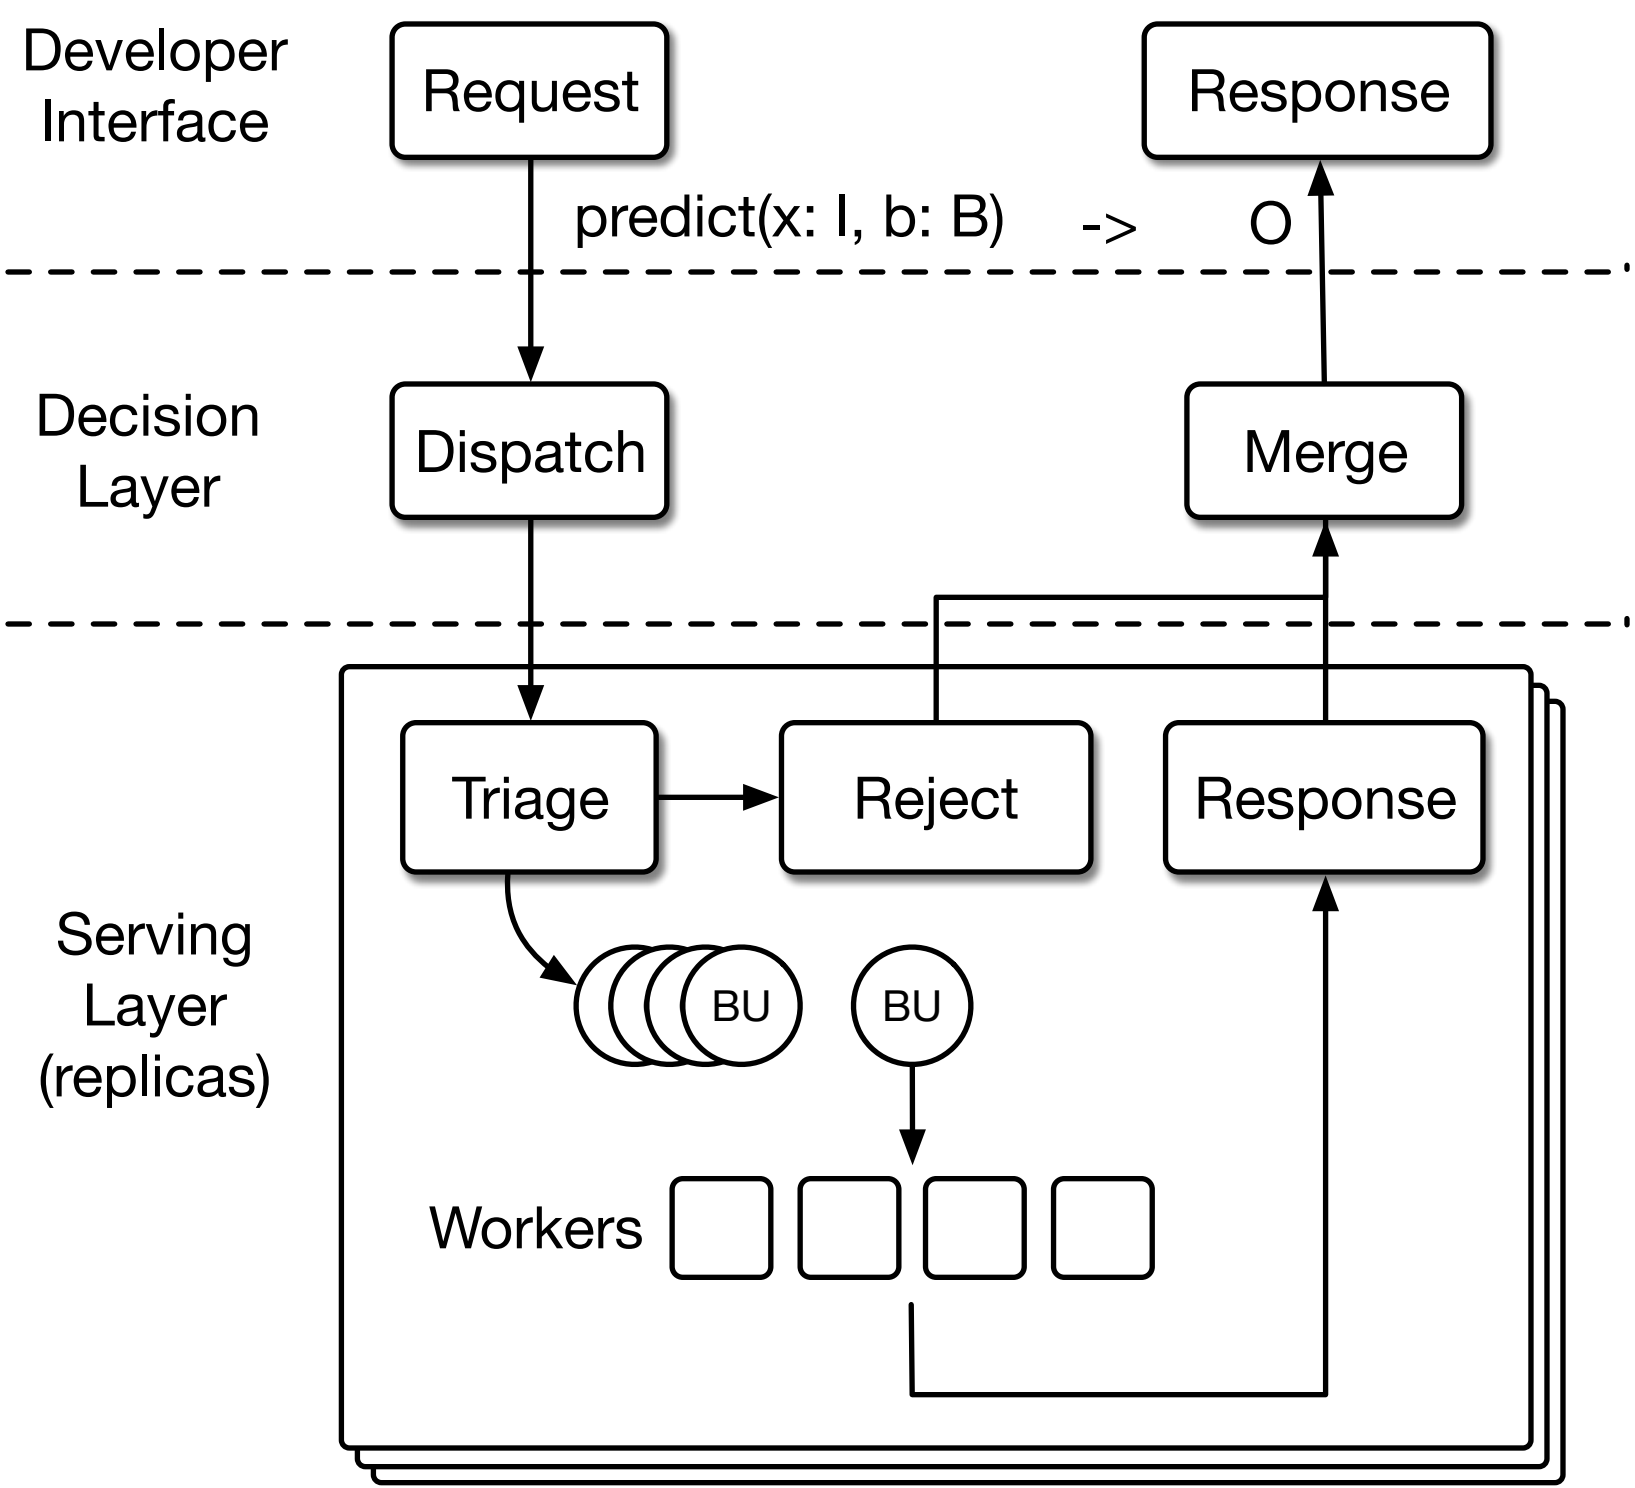 Developer
Interface
Request
Response
predict(x: I, b: B) -> O
Decision
Layer
Dispatch
Merge
Serving
Layer
(replicas)
Triage
Reject
Response
BU
BU
Workers